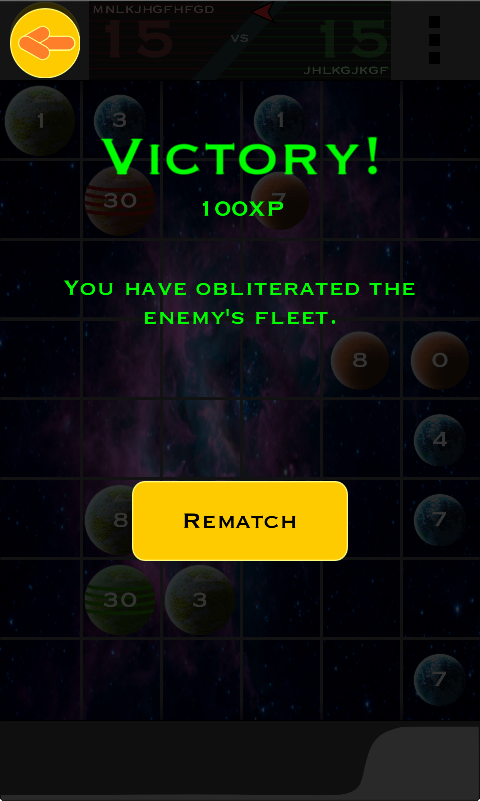 MNLKJHGFHFGD
15 VS 15
JHLKGJKGF
1 3 1
VICTORY!
30 7
100XP
YOU HAVE OBLITERATED THE
ENEMY'S FLEET.
8 0
4
8 7
REMATCH
30 3
7